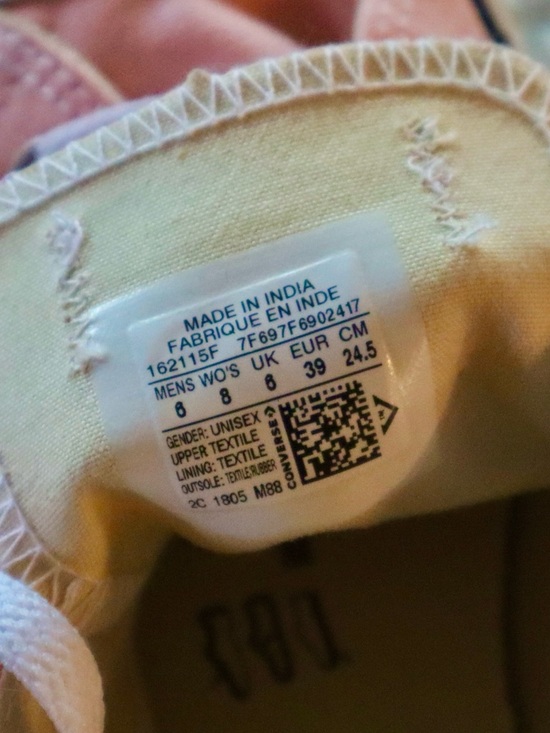 MADE IN INDIA
FABRIQUE EN INDE
162115F 7F697F6902417
MENS WO'S UK EUR CM
6 8 6 39 24.5
GENDER: UNISEX
UPPER TEXTILE
LINING: TEXTILE
OUTSOLE: TEXTILE/RUBBER
2C 1805 M88
CONVERSE